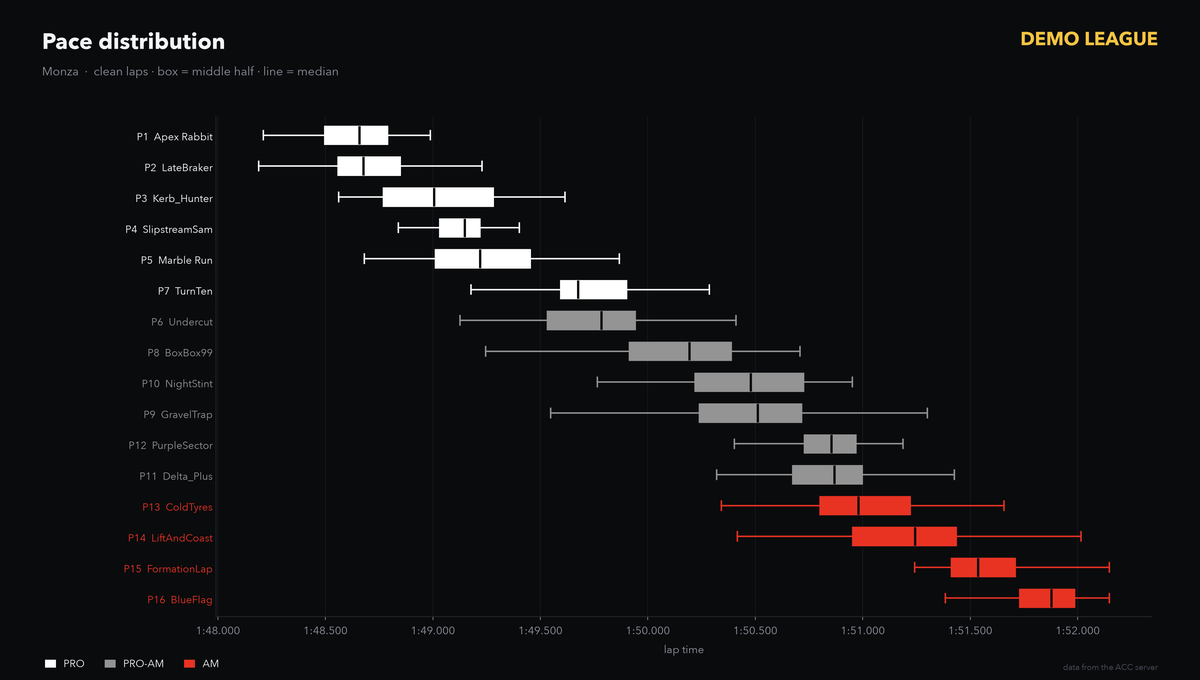 Pace distribution
DEMO LEAGUE
Monza · clean laps · box = middle half · line = median
P1 Apex Rabbit
P2 LateBraker
P3 Kerb_Hunter
P4 SlipstreamSam
P5 Marble Run
P7 TurnTen
P6 Undercut
P8 BoxBox99
P10 NightStint
P9 GravelTrap
P12 PurpleSector
P11 Delta_Plus
P13 ColdTyres
P14 LiftAndCoast
P15 FormationLap
P16 BlueFlag
1:48.000 1:48.500 1:49.000 1:49.500 1:50.000 1:50.500 1:51.000 1:51.500 1:52.000
lap time
PRO PRO-AM AM
data from the ACC server